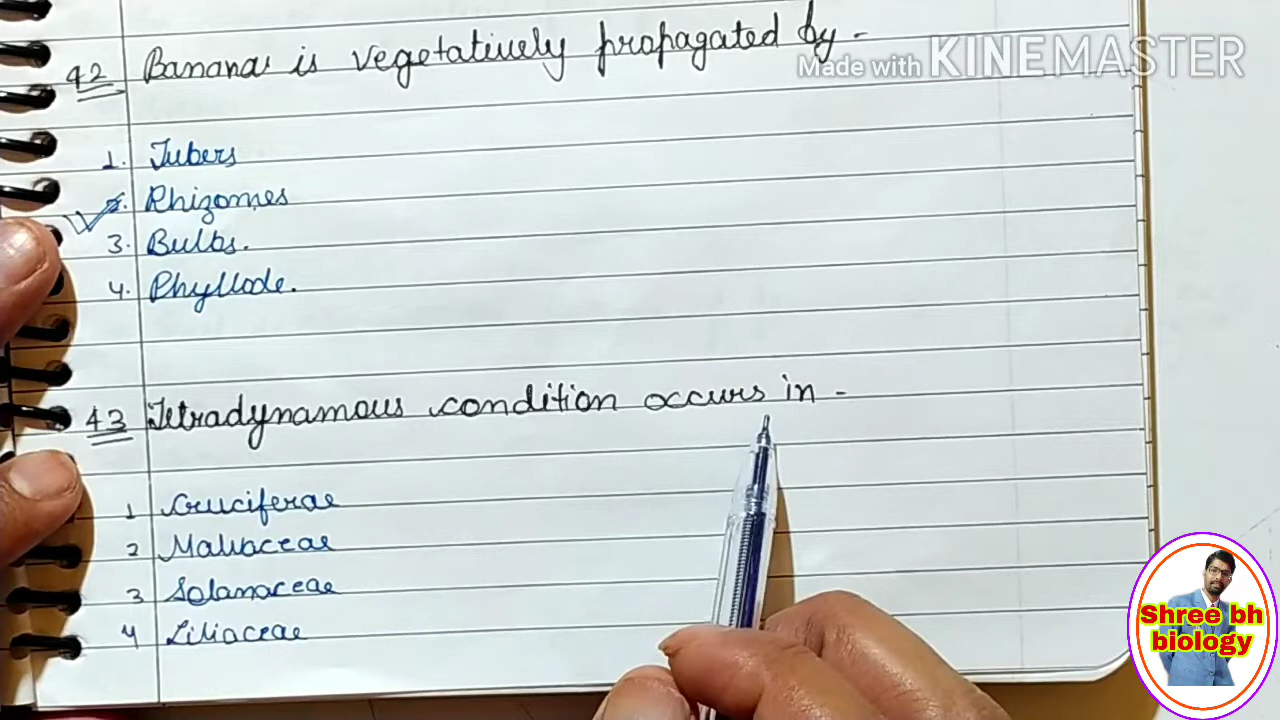 42 Banana is vegetatively propagated by -
Made with KINEMASTER
1. Tubers
2. Rhizomes
3. Bulbs.
4. Phyllode.
43 Tetradynamous condition occurs in -
1 Cruciferae
2 Malvaceae
3 Solanaceae
4 Liliaceae
Shree bh
biology